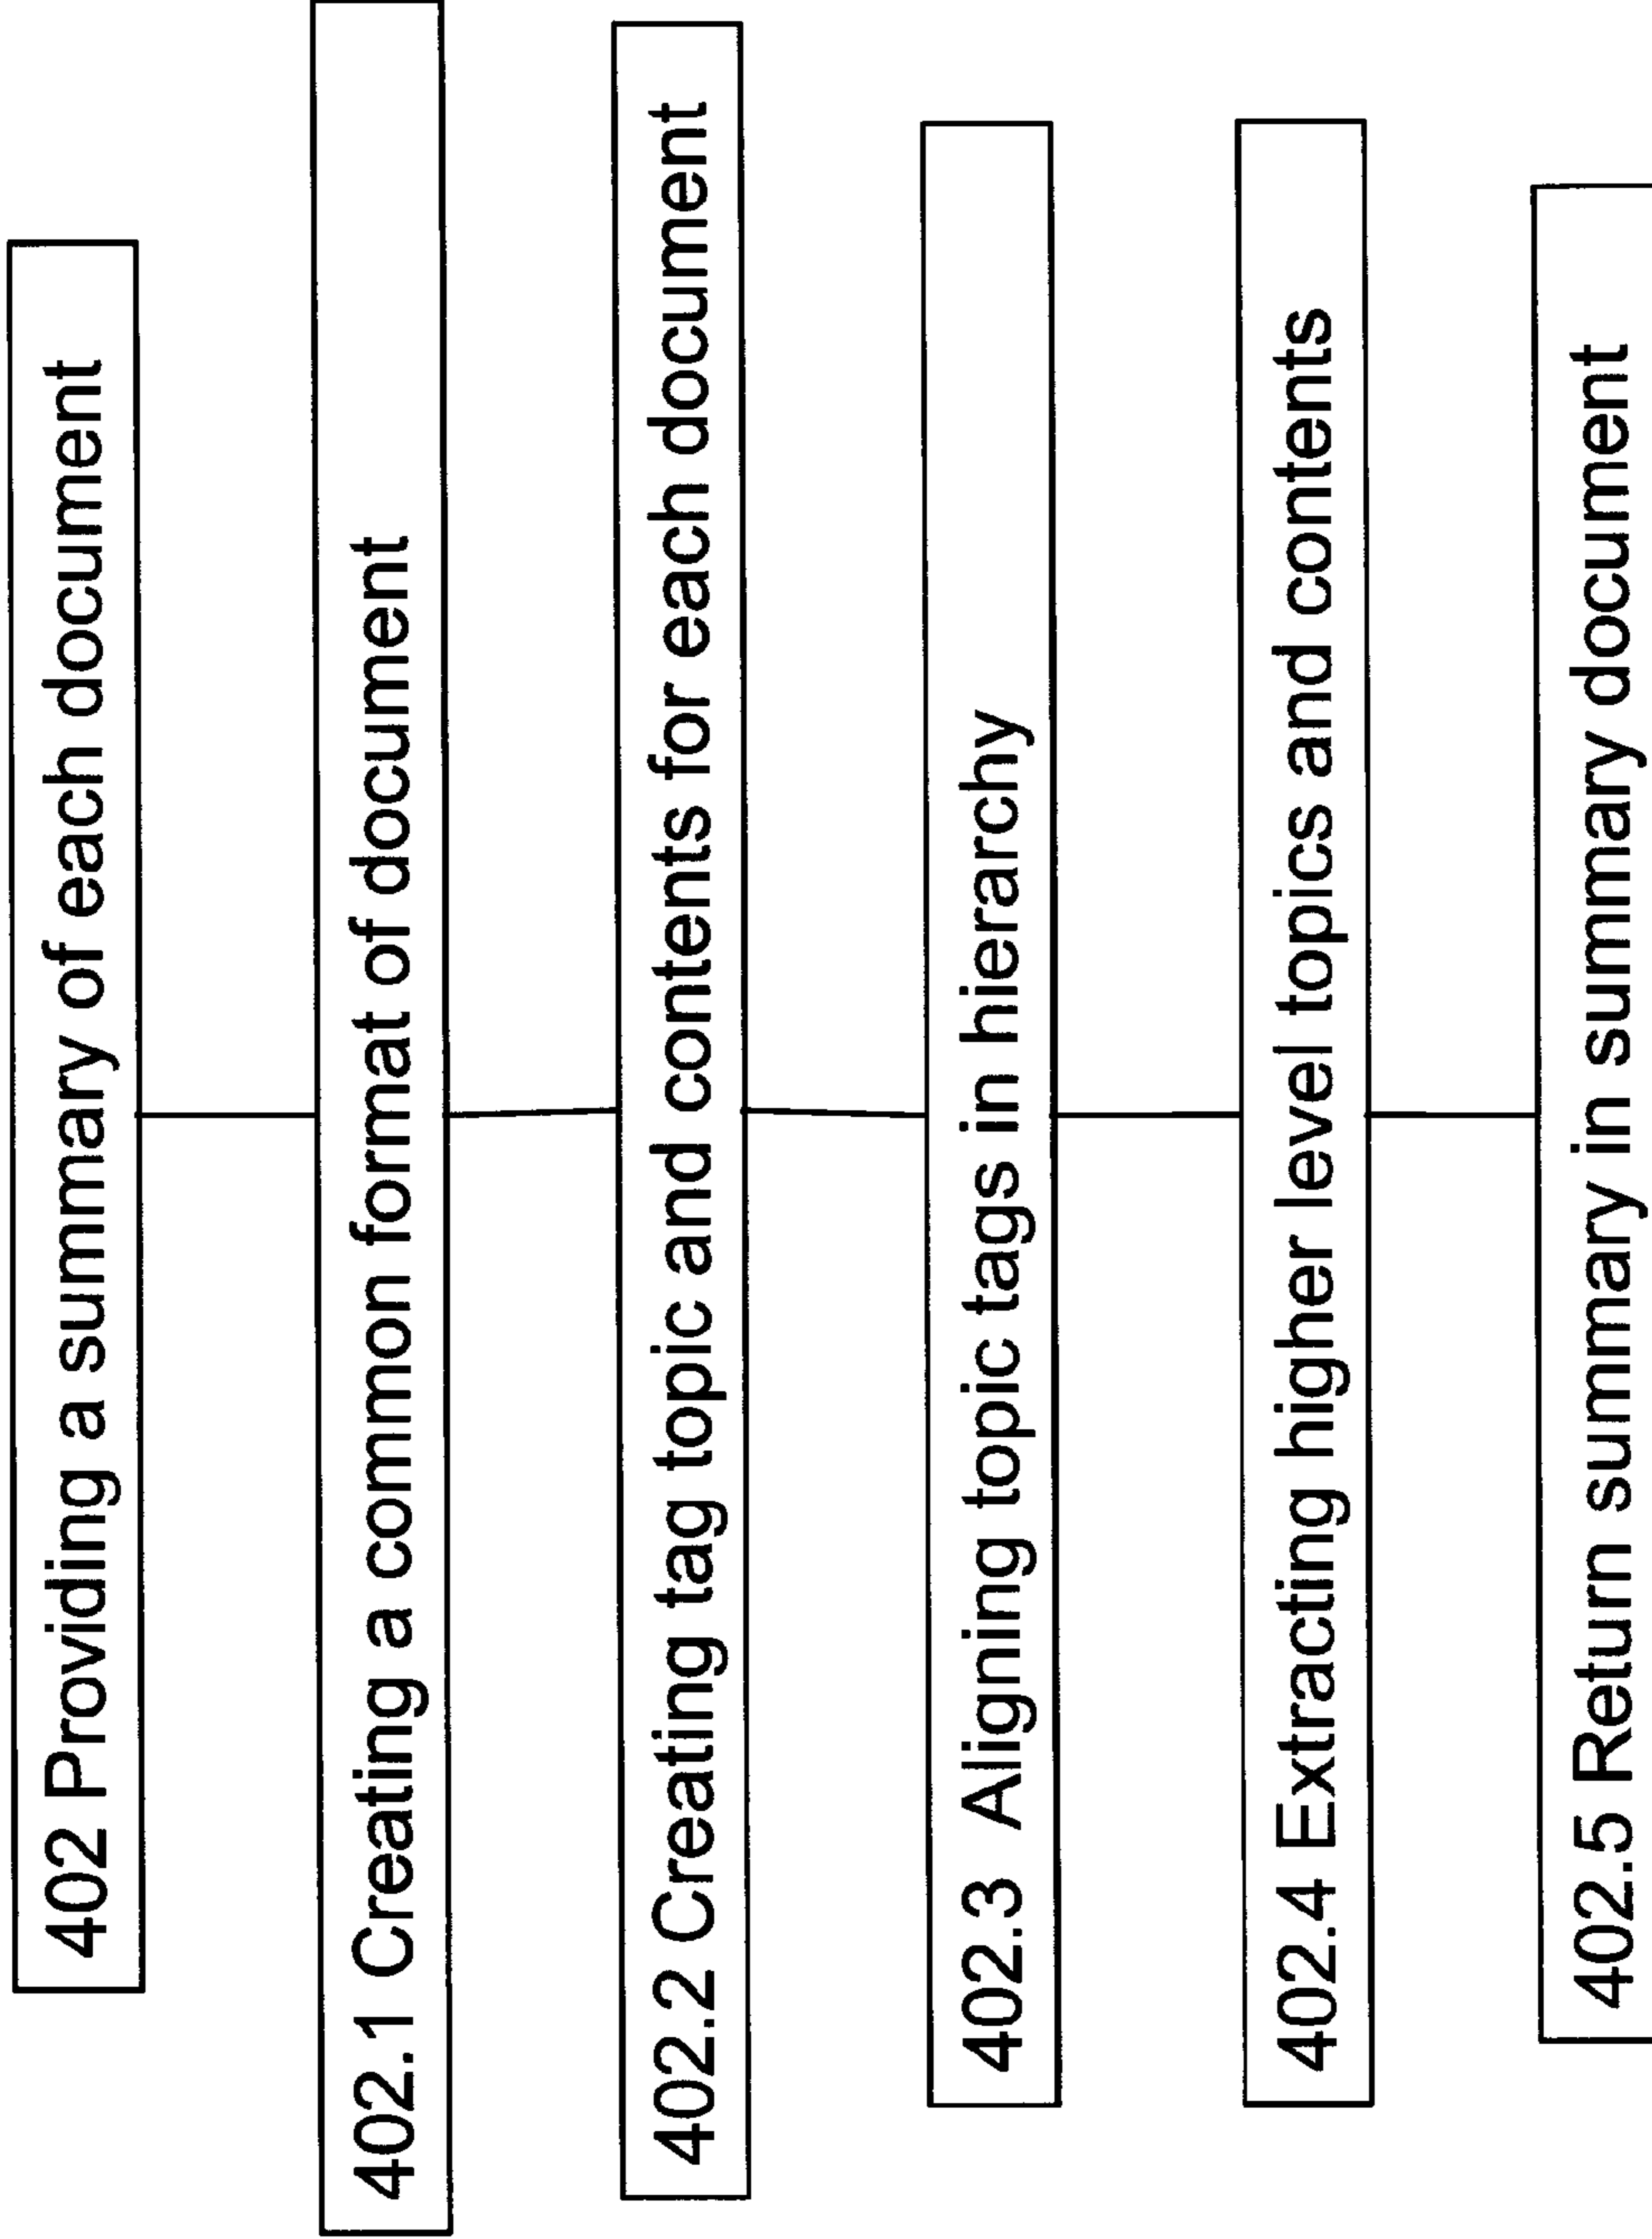 402 Providing a summary of each document
402.1 Creating a common format of document
402.2 Creating tag topic and contents for each document
402.3 Aligning topic tags in hierarchy
402.4 Extracting higher level topics and contents
402.5 Return summary in summary document